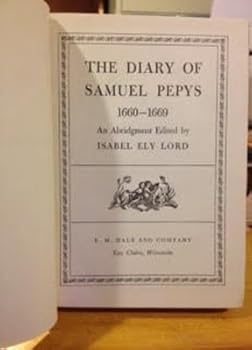 THE DIARY OF
SAMUEL PEPYS
1660—1669
An Abridgment Edited by
ISABEL ELY LORD
E. M. HALE AND COMPANY
Eau Claire, Wisconsin